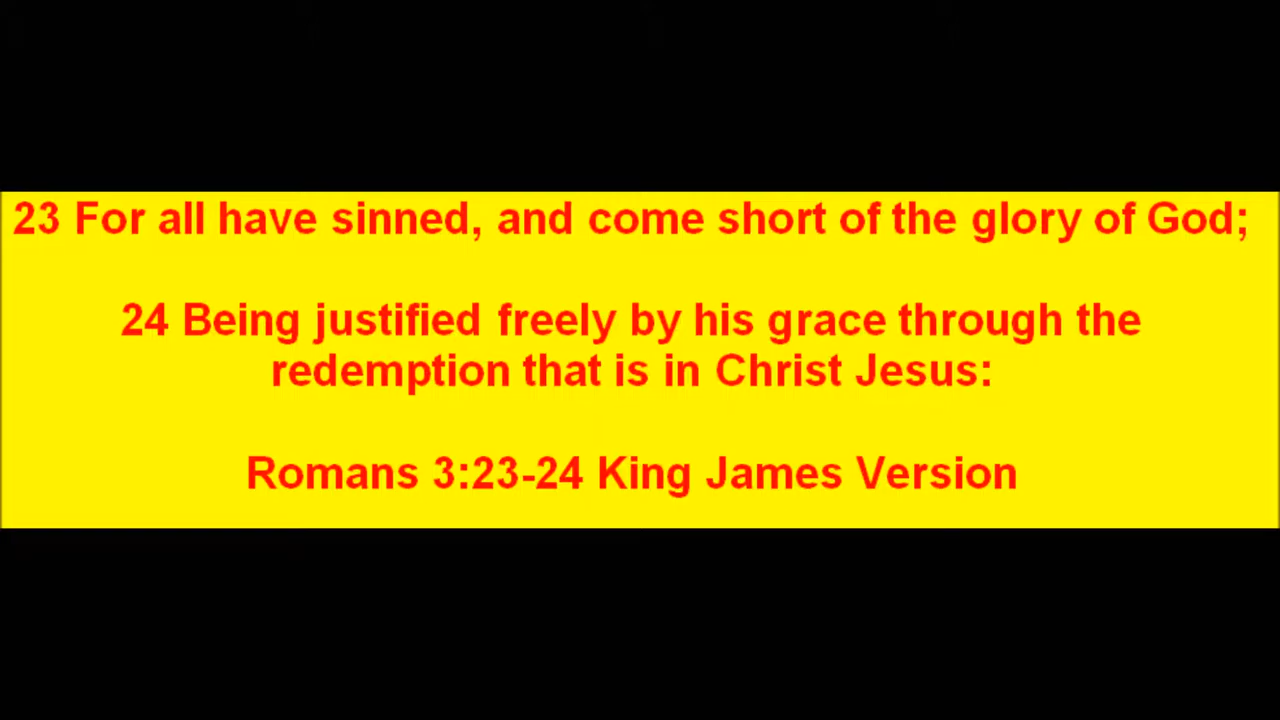 23 For all have sinned, and come short of the glory of God;
24 Being justified freely by his grace through the
redemption that is in Christ Jesus:
Romans 3:23-24 King James Version